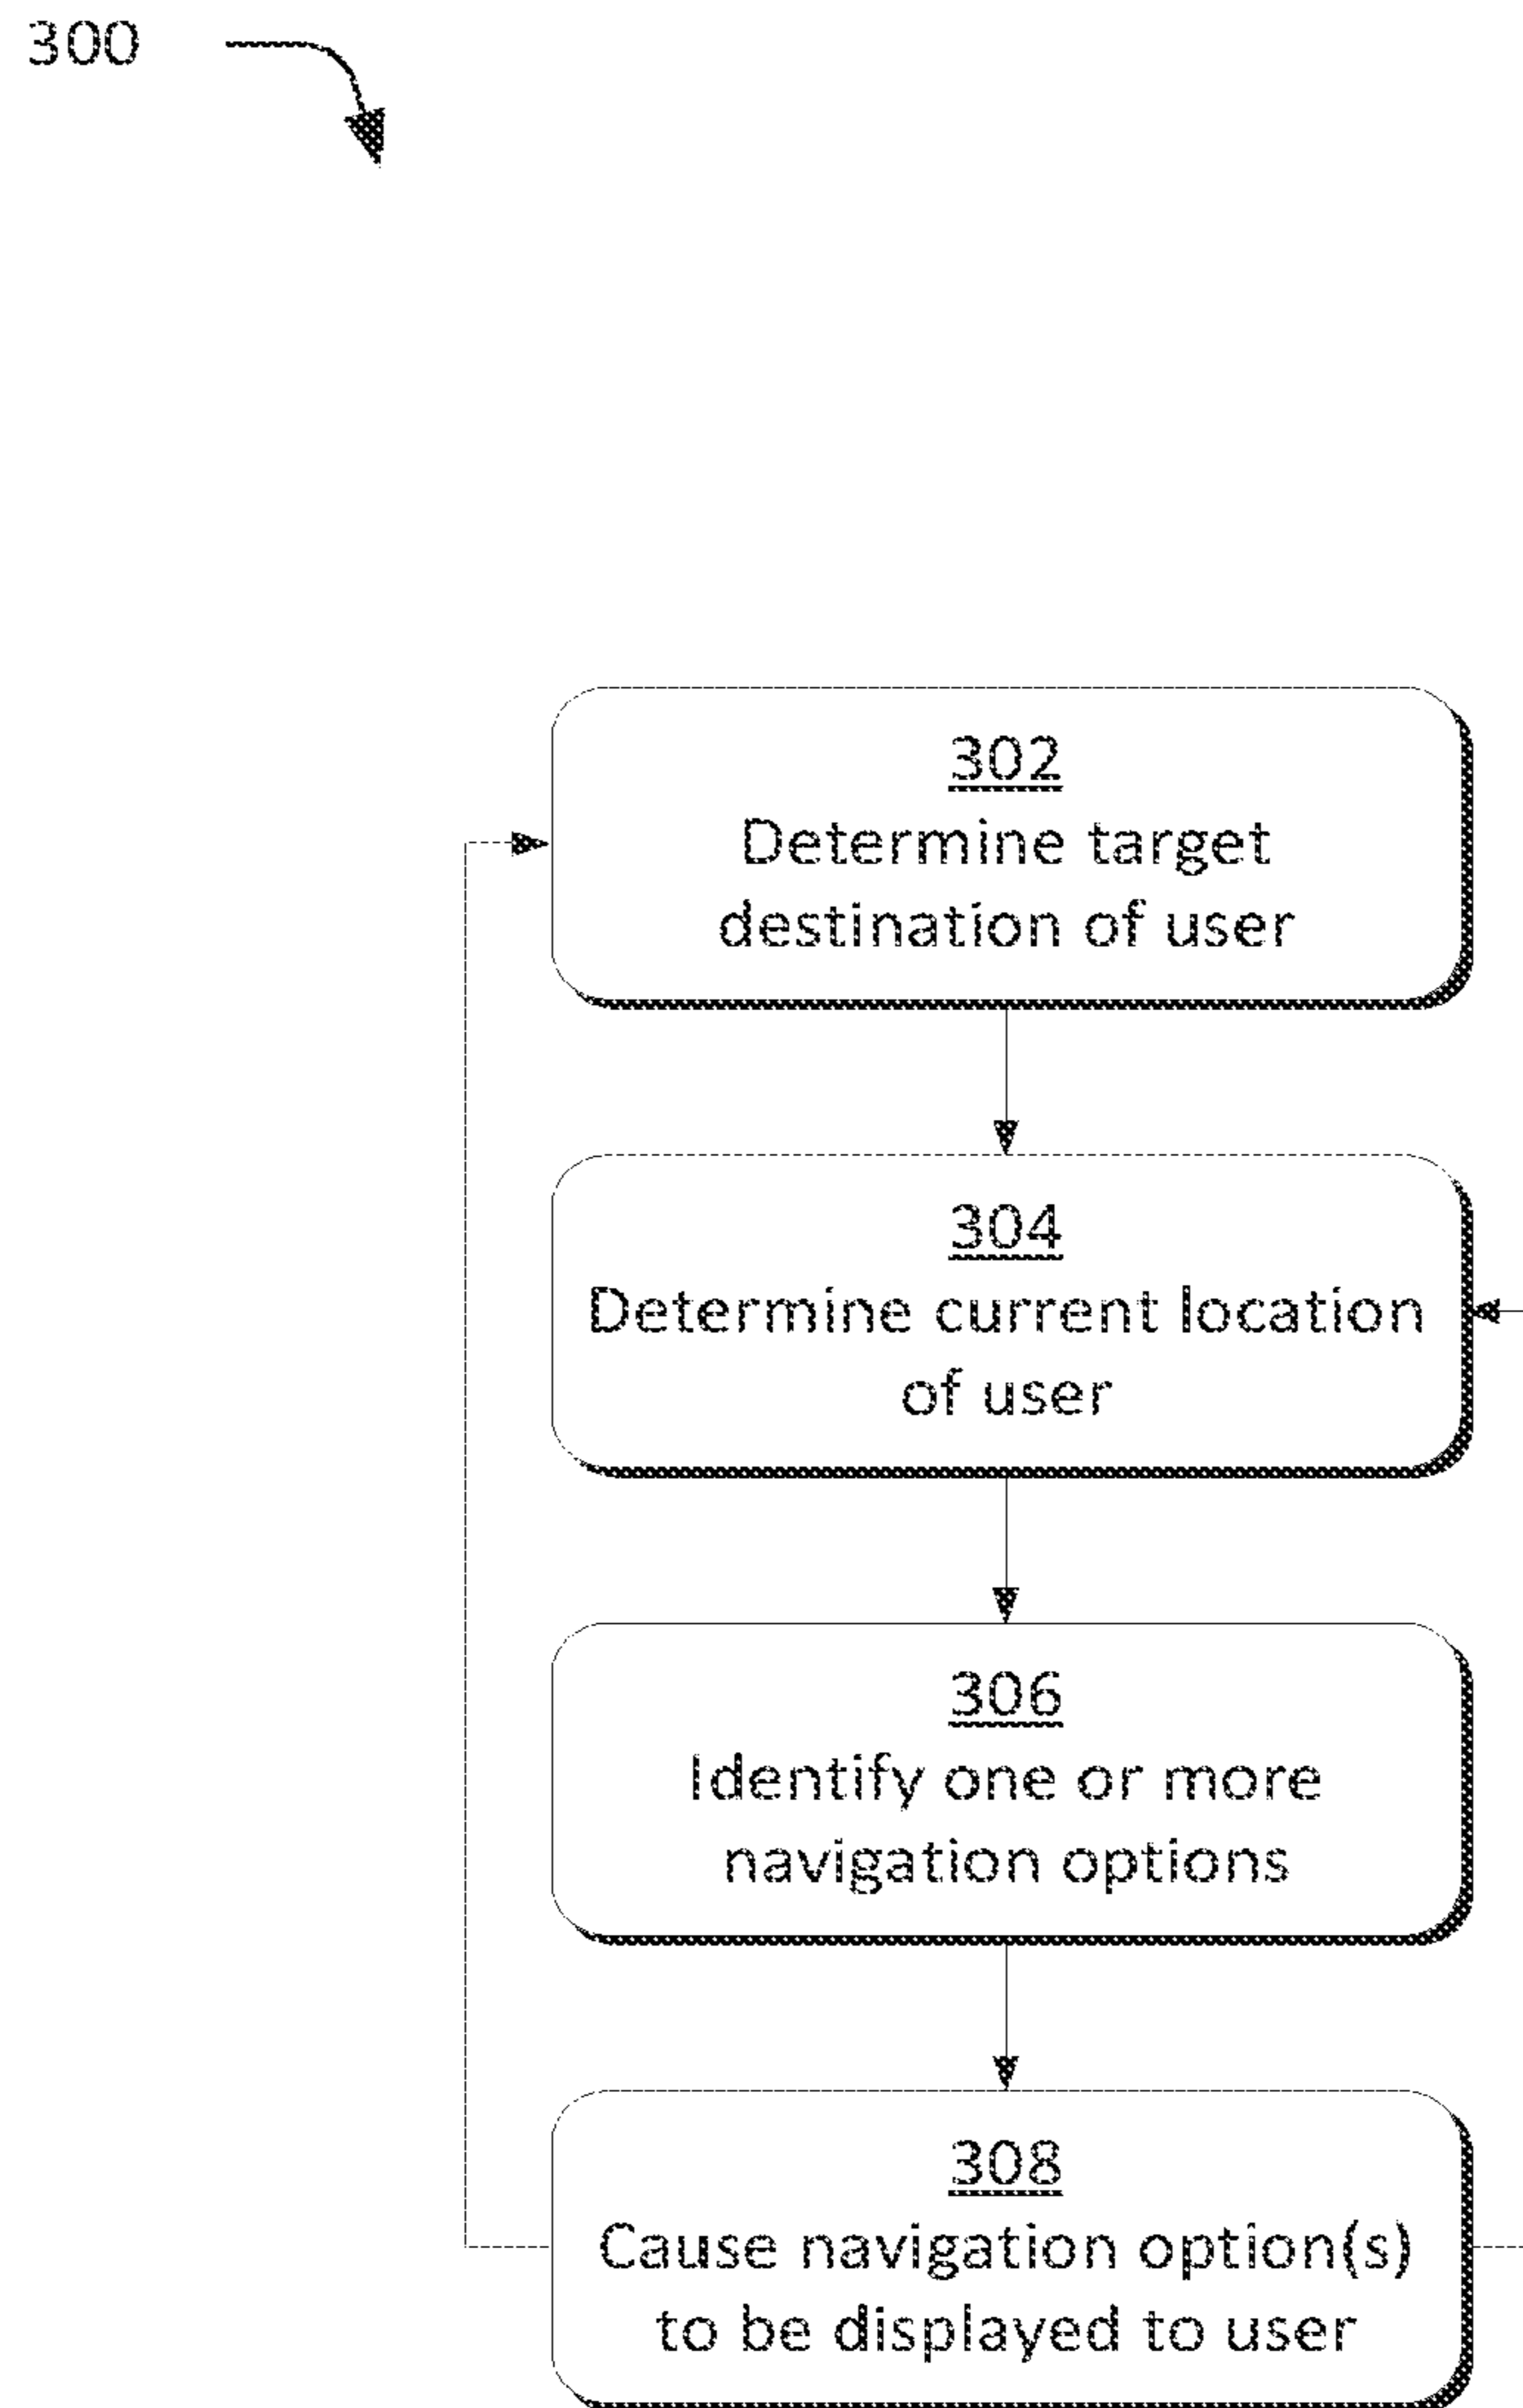 300
302
Determine target
destination of user
304
Determine current location
of user
306
Identify one or more
navigation options
308
Cause navigation option(s)
to be displayed to user